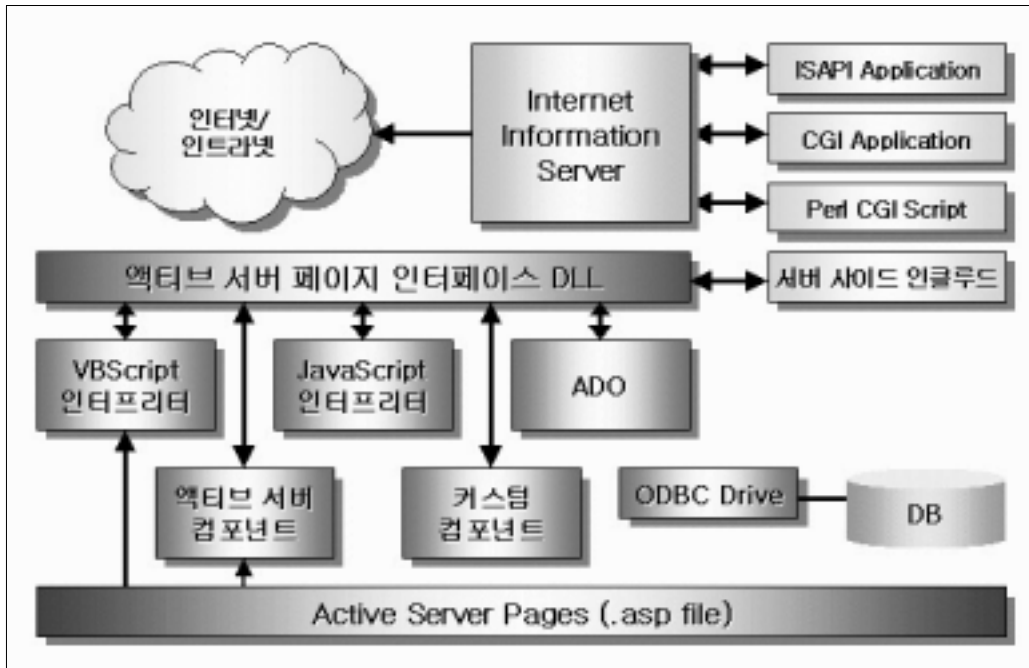 인터넷/
인트라넷
Internet
Information
Server
ISAPI Application
CGI Application
Perl CGI Script
액티브 서버 페이지 인터페이스 DLL
서버 사이드 인클루드
VBScript
인터프리터
JavaScript
인터프리터
ADO
액티브 서버
컴포넌트
커스텀
컴포넌트
ODBC Drive
DB
Active Server Pages (.asp file)